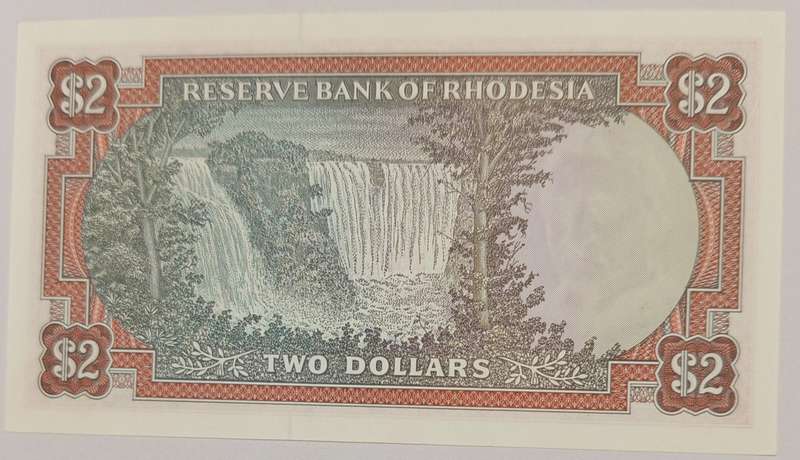 $2 $2
RESERVE BANK OF RHODESIA
TWO DOLLARS
$2 $2